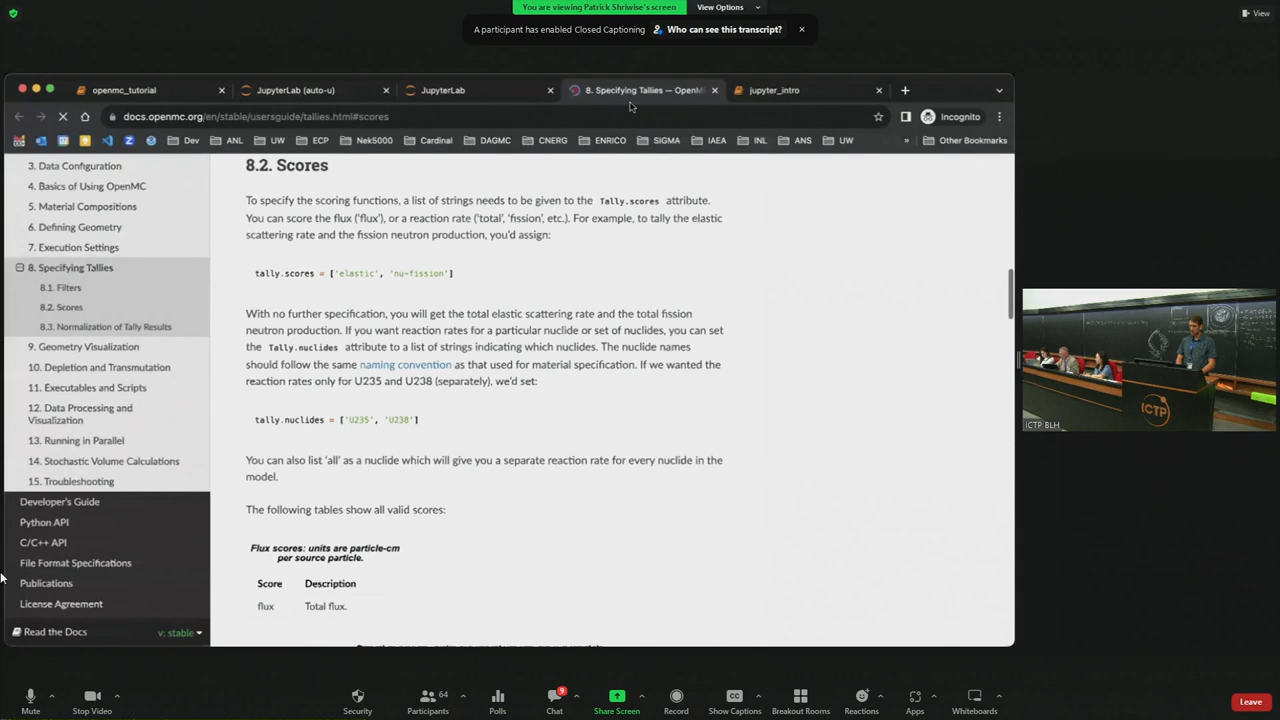 You are viewing Patrick Shriwise's screen
View Options
View
A participant has enabled Closed Captioning
Who can see this transcript?
openmc_tutorial
JupyterLab (auto-u)
JupyterLab
8. Specifying Tallies — OpenM
jupyter_intro
docs.openmc.org/en/stable/usersguide/tallies.html#scores
Incognito
Dev
ANL
UC
Nek5000
Cardinal
DAGMC
CNERG
ENRICO
SIGMA
IAEA
INL
ANS
UW
»
Other Bookmarks
3. Data Configuration
4. Basics of Using OpenMC
5. Material Compositions
6. Defining Geometry
7. Execution Settings
8. Specifying Tallies
8.1. Filters
8.2. Scores
8.3. Normalization of Tally Results
9. Geometry Visualization
10. Depletion and Transmutation
11. Executables and Scripts
12. Data Processing and
Visualization
13. Running in Parallel
14. Stochastic Volume Calculations
15. Troubleshooting
Developer's Guide
Python API
C/C++ API
File Format Specifications
Publications
License Agreement
Read the Docs
v: stable
8.2. Scores
To specify the scoring functions, a list of strings needs to be given to the Tally.scores attribute.
You can score the flux ('flux'), or a reaction rate ('total', 'fission', etc.). For example, to tally the elastic
scattering rate and the fission neutron production, you'd assign:
tally.scores = ['elastic', 'nu-fission']
With no further specification, you will get the total elastic scattering rate and the total fission
neutron production. If you want reaction rates for a particular nuclide or set of nuclides, you can set
the Tally.nuclides attribute to a list of strings indicating which nuclides. The nuclide names
should follow the same naming convention as that used for material specification. If we wanted the
reaction rates only for U235 and U238 (separately), we'd set:
tally.nuclides = ['U235', 'U238']
You can also list 'all' as a nuclide which will give you a separate reaction rate for every nuclide in the
model.
The following tables show all valid scores:
Flux scores: units are particle-cm
per source particle.
Score Description
flux Total flux.
ICTP
ICTP BLH
Mute
Stop Video
Security
Participants
64
Polls
Chat
9
Share Screen
Record
Show Captions
CC
Breakout Rooms
Reactions
Apps
Whiteboards
Leave